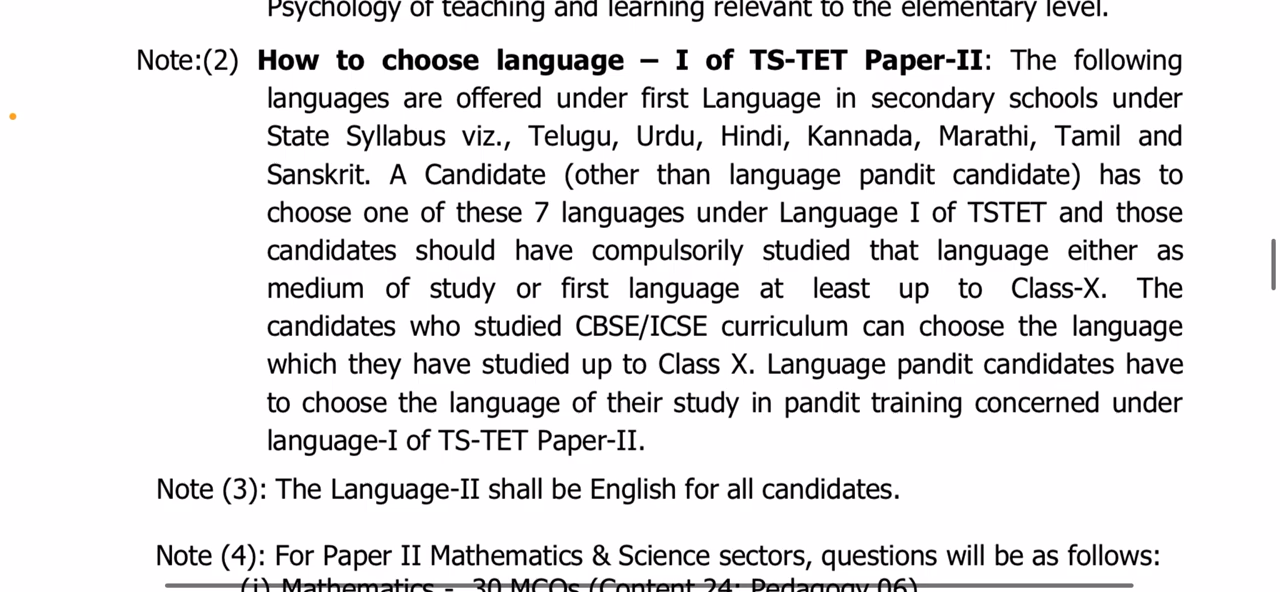 Psychology of teaching and learning relevant to the elementary level.
Note:(2) How to choose language – I of TS-TET Paper-II: The following
languages are offered under first Language in secondary schools under
State Syllabus viz., Telugu, Urdu, Hindi, Kannada, Marathi, Tamil and
Sanskrit. A Candidate (other than language pandit candidate) has to
choose one of these 7 languages under Language I of TSTET and those
candidates should have compulsorily studied that language either as
medium of study or first language at least up to Class-X. The
candidates who studied CBSE/ICSE curriculum can choose the language
which they have studied up to Class X. Language pandit candidates have
to choose the language of their study in pandit training concerned under
language-I of TS-TET Paper-II.
Note (3): The Language-II shall be English for all candidates.
Note (4): For Paper II Mathematics & Science sectors, questions will be as follows:
(i) Mathematics - 30 MCQs (Content 24; Pedagogy 06)